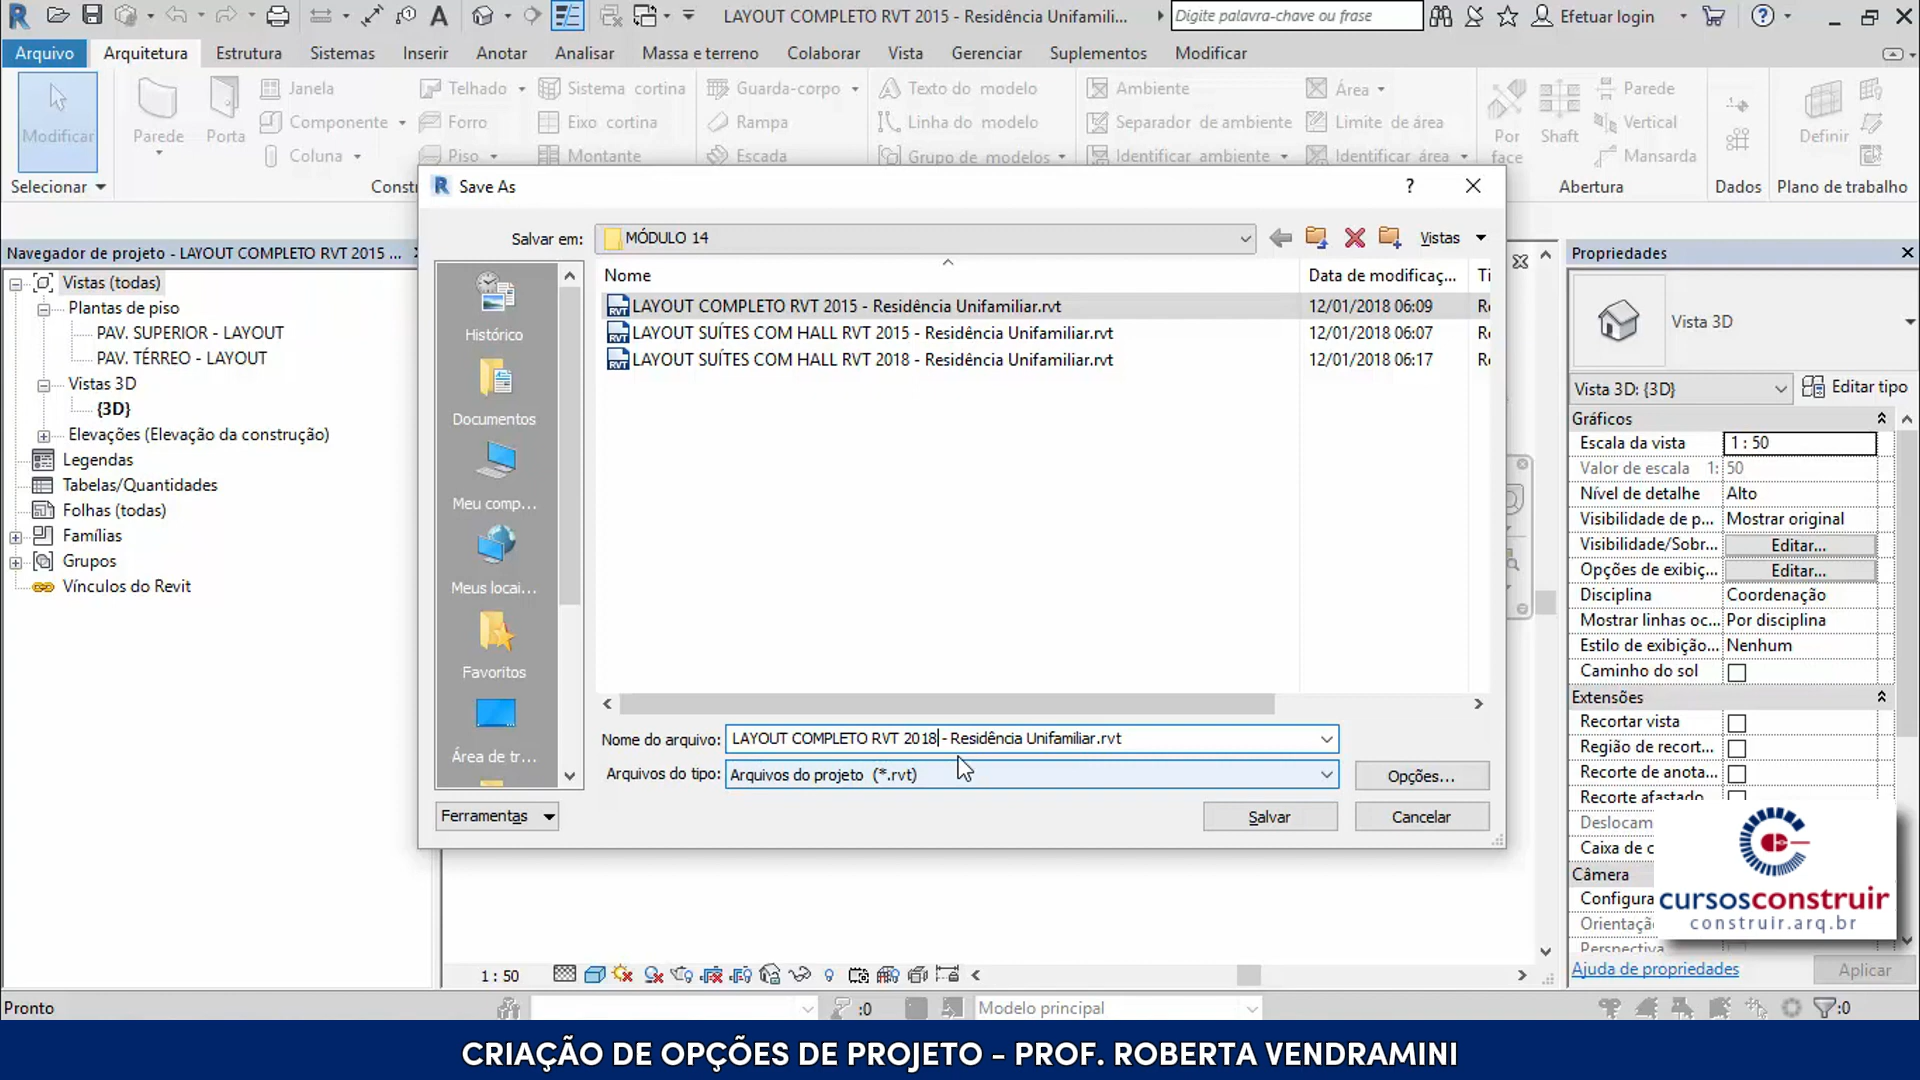 LAYOUT COMPLETO RVT 2015 - Residência Unifamili...
Digite palavra-chave ou frase
Efetuar login
Arquivo Arquitetura Estrutura Sistemas Inserir Anotar Analisar Massa e terreno Colaborar Vista Gerenciar Suplementos Modificar
Janela Telhado Sistema cortina Guarda-corpo Texto do modelo Ambiente Área Parede
Modificar Parede Porta Componente Forro Eixo cortina Rampa Linha do modelo Separador de ambiente Limite de área Por face Shaft Vertical Definir
Coluna Piso Montante Escada Grupo de modelos Identificar ambiente Identificar área Mansarda
Selecionar Constr Abertura Dados Plano de trabalho
Save As
Navegador de projeto - LAYOUT COMPLETO RVT 2015 ...
Vistas (todas)
Plantas de piso
PAV. SUPERIOR - LAYOUT
PAV. TÉRREO - LAYOUT
Vistas 3D
{3D}
Elevações (Elevação da construção)
Legendas
Tabelas/Quantidades
Folhas (todas)
Famílias
Grupos
Vínculos do Revit
Salvar em: MÓDULO 14 Vistas
Nome Data de modificaç... Ti
LAYOUT COMPLETO RVT 2015 - Residência Unifamiliar.rvt 12/01/2018 06:09 Re
LAYOUT SUÍTES COM HALL RVT 2015 - Residência Unifamiliar.rvt 12/01/2018 06:07 Re
LAYOUT SUÍTES COM HALL RVT 2018 - Residência Unifamiliar.rvt 12/01/2018 06:17 Re
Histórico
Documentos
Meu comp...
Meus locai...
Favoritos
Área de tr...
Nome do arquivo: LAYOUT COMPLETO RVT 2018 - Residência Unifamiliar.rvt
Arquivos do tipo: Arquivos do projeto (*.rvt) Opções...
Ferramentas Salvar Cancelar
Propriedades
Vista 3D
Vista 3D: {3D} Editar tipo
Gráficos
Escala da vista 1 : 50
Valor de escala 1: 50
Nível de detalhe Alto
Visibilidade de p... Mostrar original
Visibilidade/Sobr... Editar...
Opções de exibiç... Editar...
Disciplina Coordenação
Mostrar linhas oc... Por disciplina
Estilo de exibição... Nenhum
Caminho do sol
Extensões
Recortar vista
Região de recort...
Recorte de anota...
Recorte afastado
Deslocam
Caixa de c
Câmera
Configura
Orientaçã
Perspectiva
cursosconstruir
construir.arq.br
Ajuda de propriedades Aplicar
1 : 50
Pronto :0 Modelo principal :0
CRIAÇÃO DE OPÇÕES DE PROJETO - PROF. ROBERTA VENDRAMINI